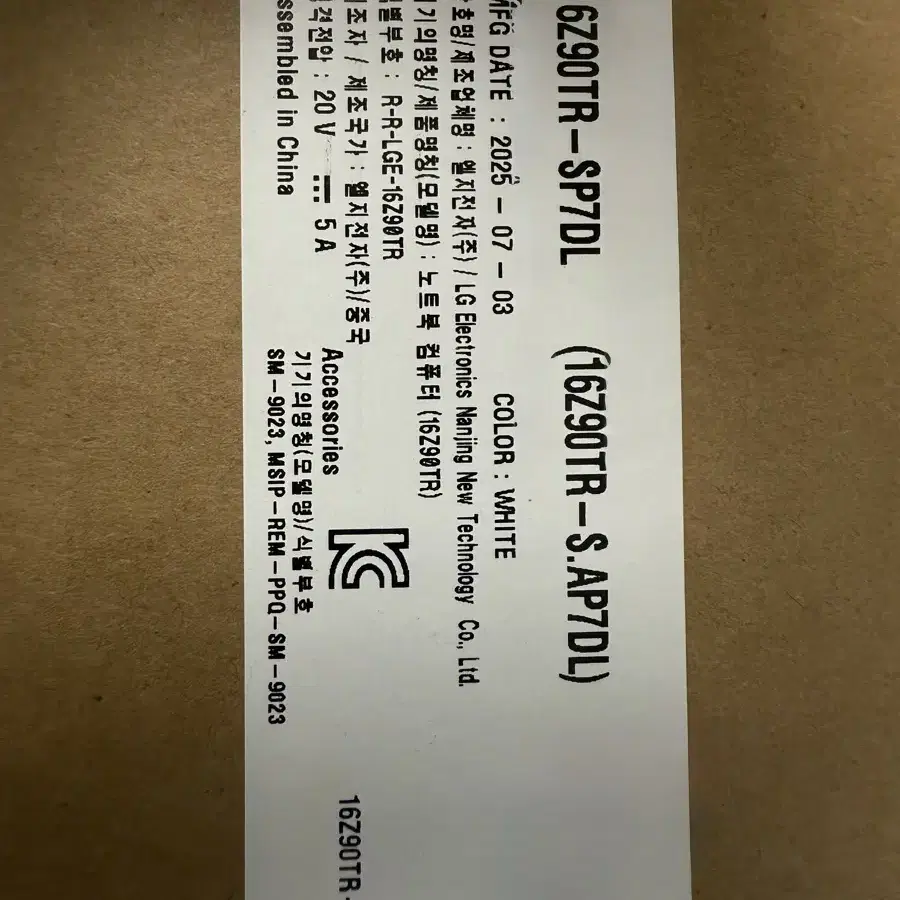 6Z90TR-SP7DL (16Z90TR-S.AP7DL)
MFG DATE : 2025 - 07 - 03 COLOR : WHITE
호명/제조업체명 : 엘지전자(주) / LG Electronics Nanjing New Technology Co., Ltd.
기의명칭/제품명칭(모델명) : 노트북 컴퓨터 (16Z90TR)
별부호 : R-R-LGE-16Z90TR
조자 / 제조국가 : 엘지전자(주)/중국
격전압 : 20 V ⎓ 5 A
ssembled in China
Accessories
기기의명칭(모델명)/식별부호
SM-9023, MSIP-REM-PPQ-SM-9023
16Z90TR-